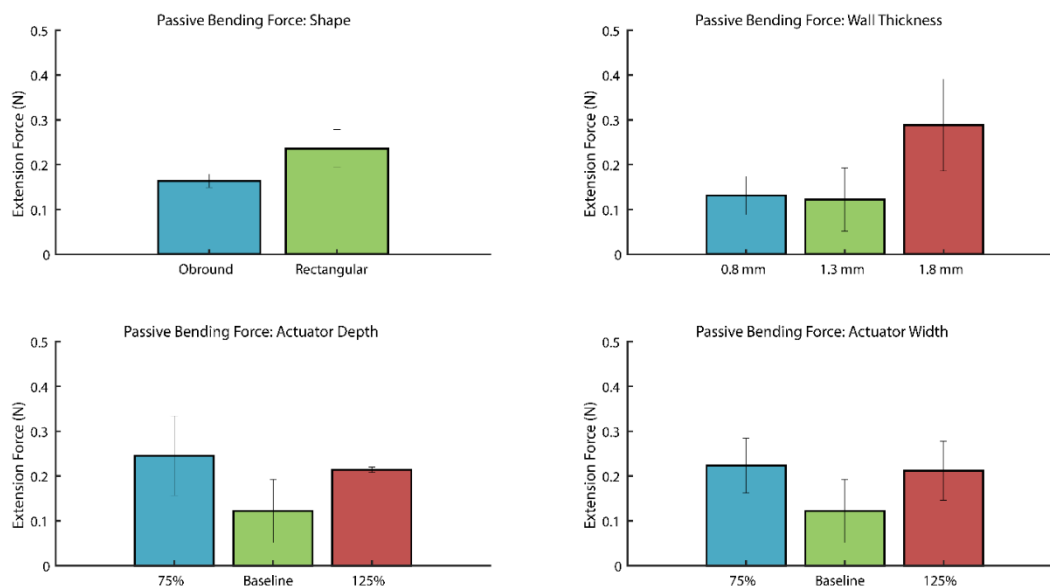 Passive Bending Force: Shape
0.5
0.4
0.3
0.2
0.1
0
Extension Force (N)
Obround Rectangular
Passive Bending Force: Wall Thickness
0.5
0.4
0.3
0.2
0.1
0
Extension Force (N)
0.8 mm 1.3 mm 1.8 mm
Passive Bending Force: Actuator Depth
0.5
0.4
0.3
0.2
0.1
0
Extension Force (N)
75% Baseline 125%
Passive Bending Force: Actuator Width
0.5
0.4
0.3
0.2
0.1
0
Extension Force (N)
75% Baseline 125%